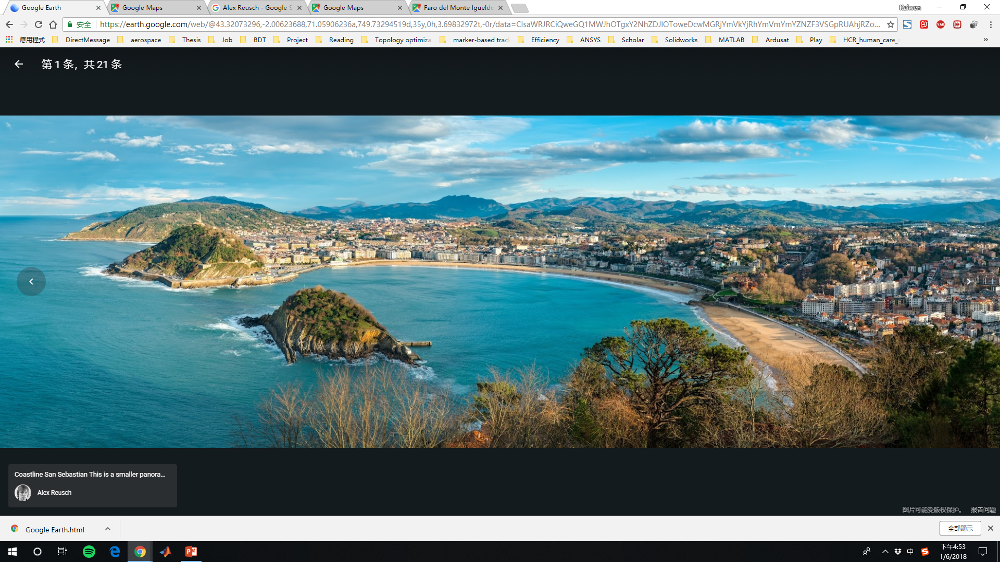 Google Earth
Google Maps
Alex Reusch - Google S
Google Maps
Faro del Monte Igueldo
Kaiwen
安全
https://earth.google.com/web/@43.32073296,-2.00623688,71.05906236a,749.73294519d,35y,0h,3.69832972t,-0r/data=
應用程式
DirectMessage
aerospace
Thesis
Job
BDT
Project
Reading
Topology optimiza
marker-based trac
Efficiency
ANSYS
Scholar
Solidworks
MATLAB
Ardusat
Play
HCR_human_care_
第 1 条，共 21 条
Coastline San Sebastian This is a smaller panora...
Alex Reusch
图片可能受版权保护。
报告问题
Google Earth.html
全部顯示
中
下午4:53
1/6/2018